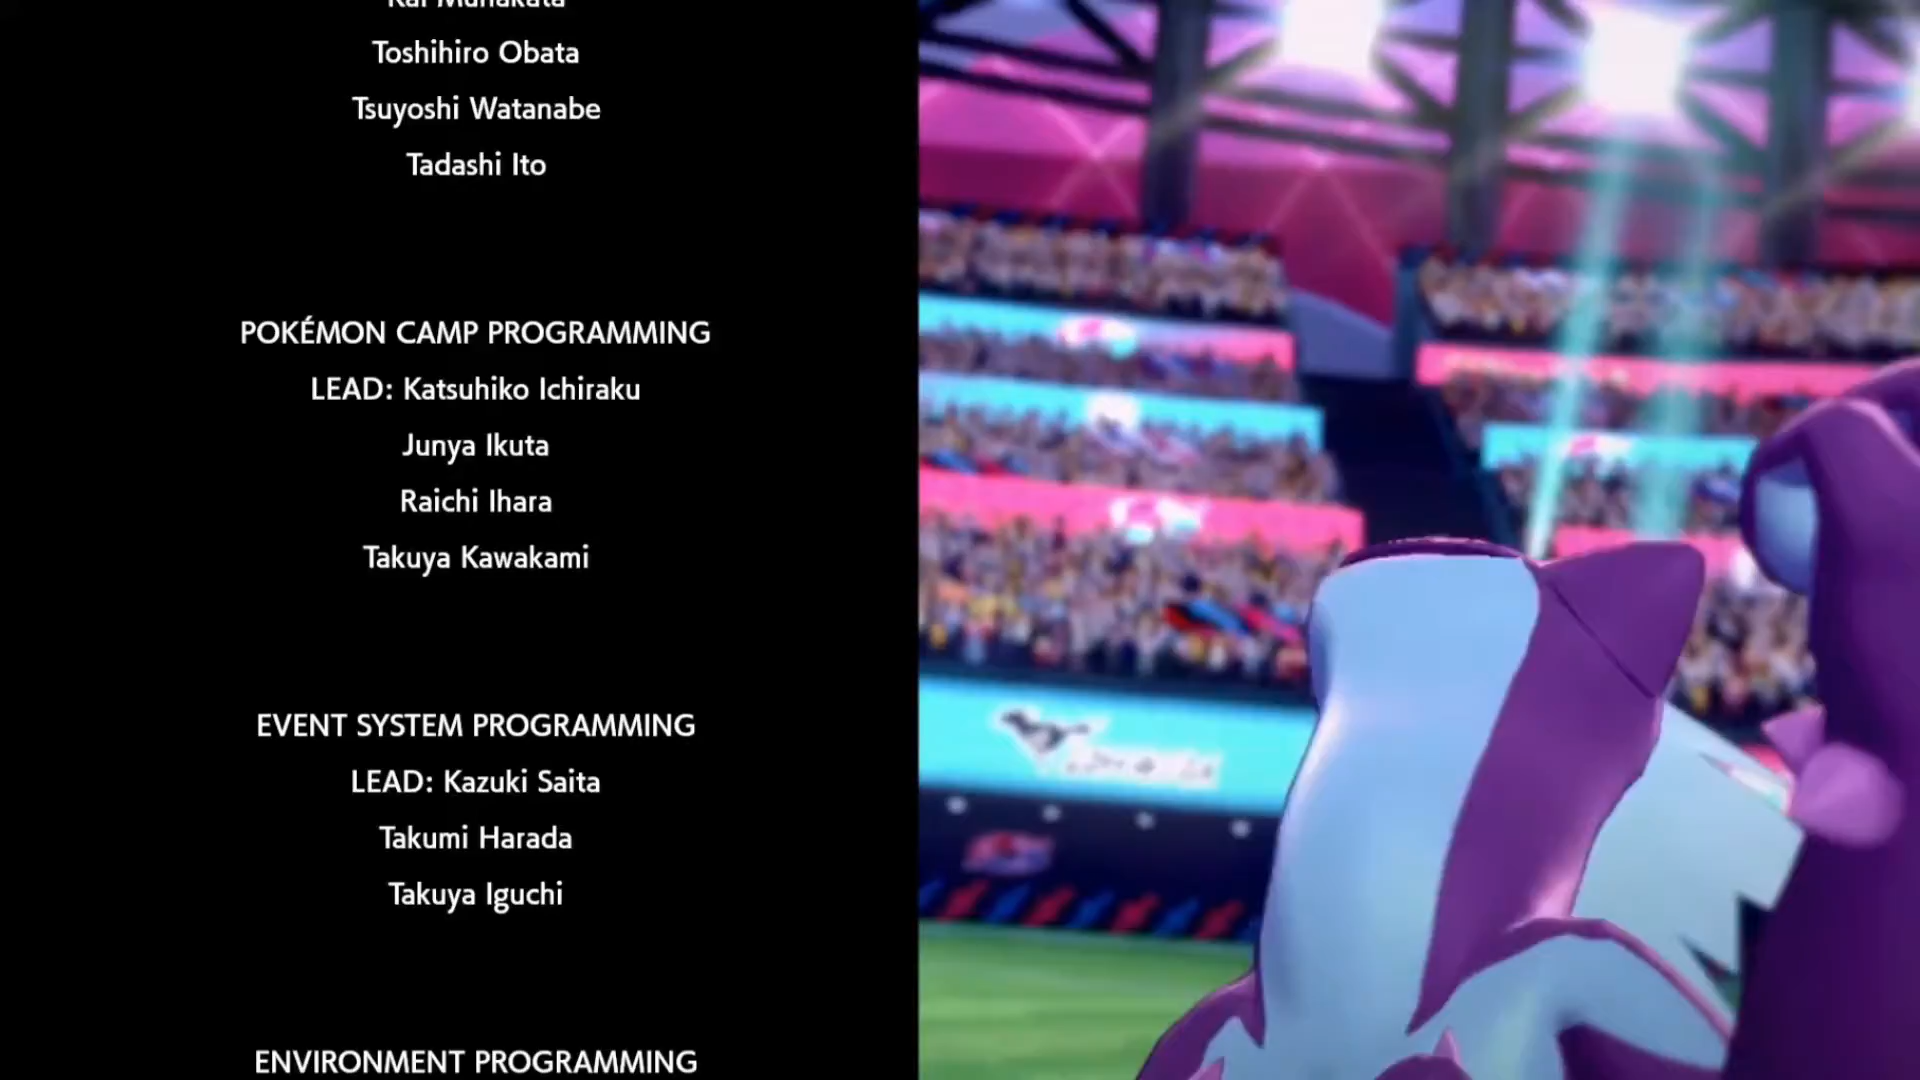 Toshihiro Obata
Tsuyoshi Watanabe
Tadashi Ito
POKÉMON CAMP PROGRAMMING
LEAD: Katsuhiko Ichiraku
Junya Ikuta
Raichi Ihara
Takuya Kawakami
EVENT SYSTEM PROGRAMMING
LEAD: Kazuki Saita
Takumi Harada
Takuya Iguchi
ENVIRONMENT PROGRAMMING